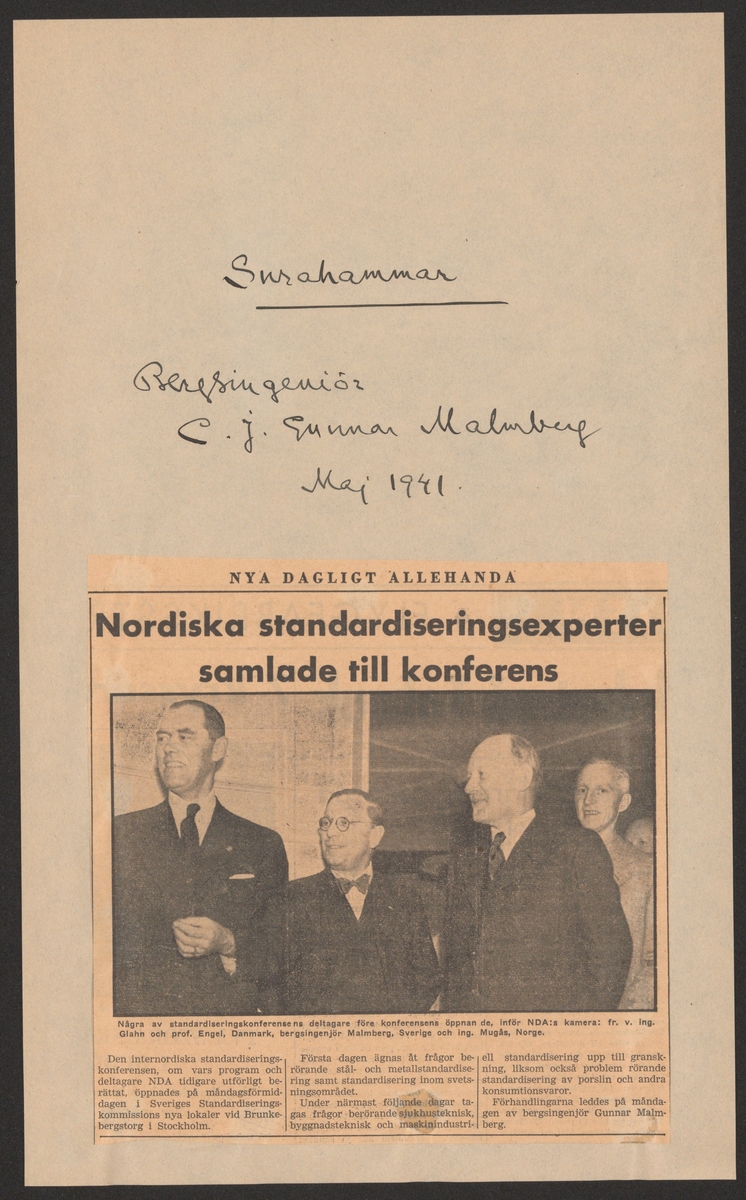 Surahammar
Bergsingeniör
C. J. Gunnar Malmberg
Maj 1941.
NYA DAGLIGT ALLEHANDA
Nordiska standardiseringsexperter
samlade till konferens
Några av standardiseringskonferensens deltagare före konferensens öppnande, inför NDA:s kamera: fr. v. ing.
Glahn och prof. Engel, Danmark, bergsingenjör Malmberg, Sverige och ing. Mugås, Norge.
Den internordiska standardiserings-
konferensen, om vars program och
deltagare NDA tidigare utförligt be-
rättat, öppnades på måndagsförmid-
dagen i Sveriges Standardiserings-
kommissions nya lokaler vid Brunke-
bergstorg i Stockholm.
Första dagen ägnas åt frågor be-
rörande stål- och metallstandardise-
ring samt standardisering inom svets-
ningsområdet.
Under närmast följande dagar ta-
gas frågor berörande sjukhusteknisk,
byggnadsteknisk och maskinindustri-
ell standardisering upp till gransk-
ning, liksom också problem rörande
standardisering av porslin och andra
konsumtionsvaror.
Förhandlingarna leddes på månda-
gen av bergsingenjör Gunnar Malm-
berg.